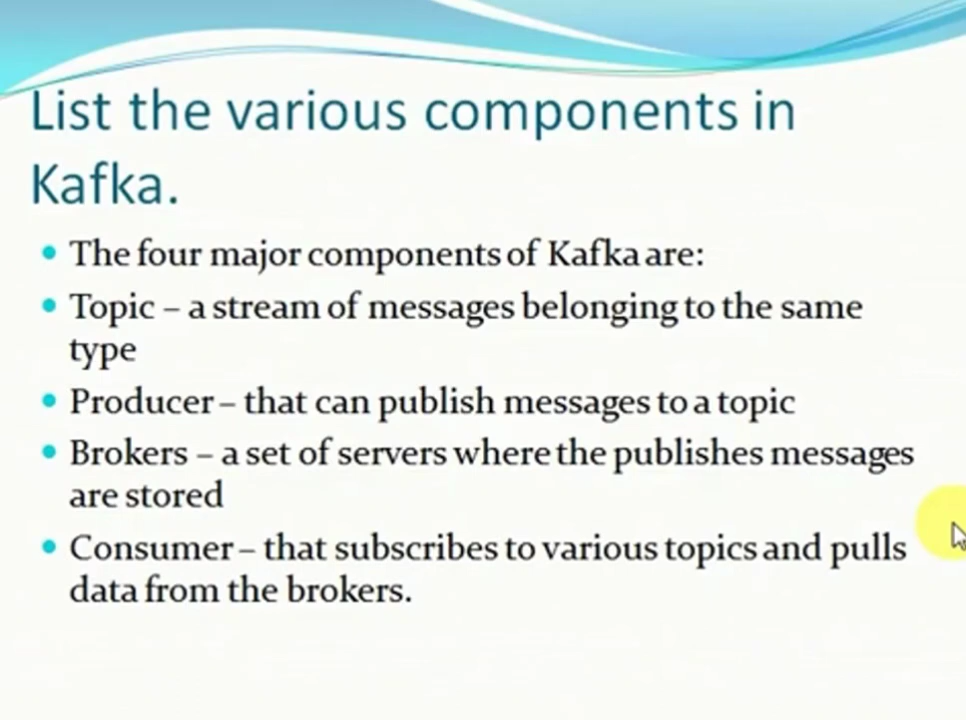 List the various components in
Kafka.
• The four major components of Kafka are:
• Topic – a stream of messages belonging to the same
type
• Producer – that can publish messages to a topic
• Brokers – a set of servers where the publishes messages
are stored
• Consumer – that subscribes to various topics and pulls
data from the brokers.